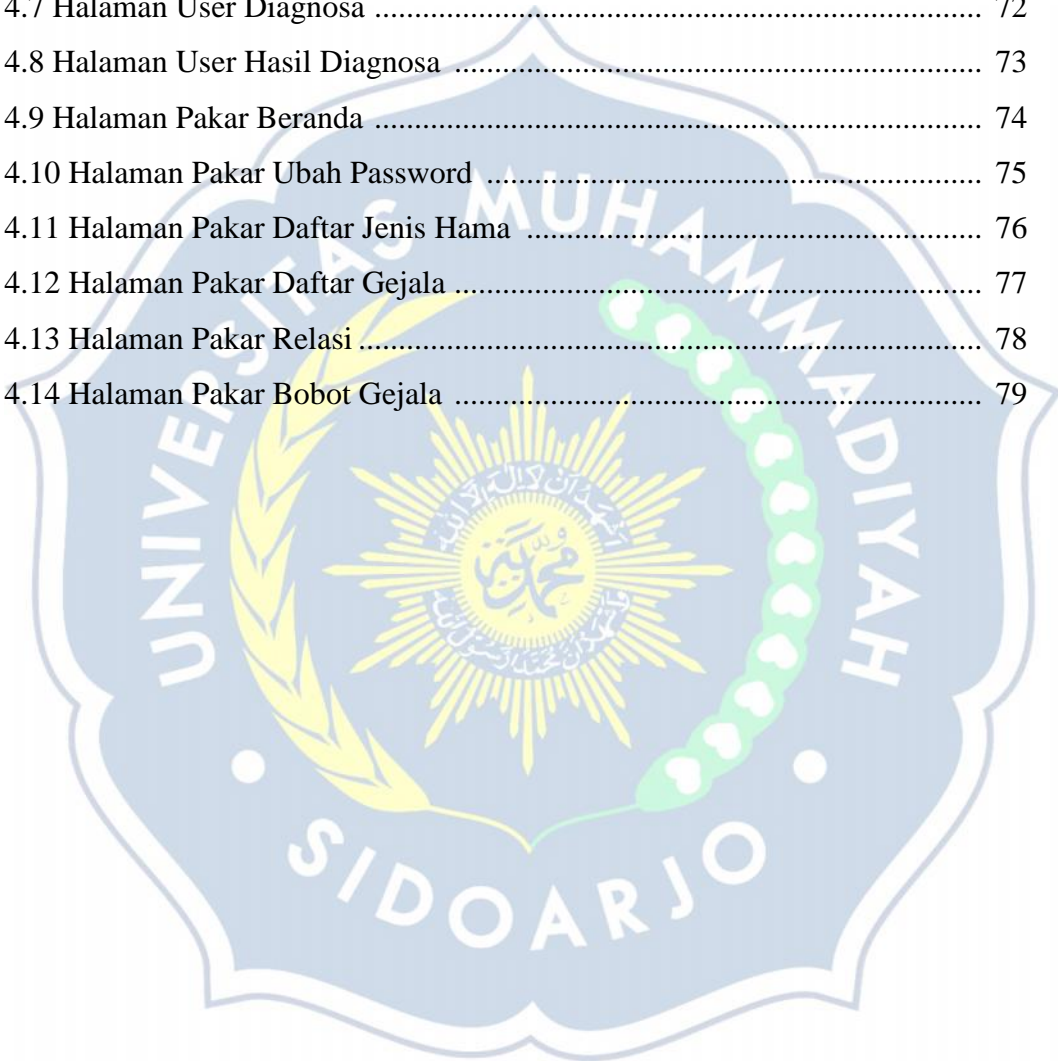 4.7 Halaman User Diagnosa ........................................................................... 72
4.8 Halaman User Hasil Diagnosa ................................................................. 73
4.9 Halaman Pakar Beranda ........................................................................... 74
4.10 Halaman Pakar Ubah Password ............................................................. 75
4.11 Halaman Pakar Daftar Jenis Hama ........................................................ 76
4.12 Halaman Pakar Daftar Gejala ................................................................. 77
4.13 Halaman Pakar Relasi ............................................................................. 78
4.14 Halaman Pakar Bobot Gejala ................................................................. 79
UNIVERSITAS MUHAMMADIYAH
SIDOARJO